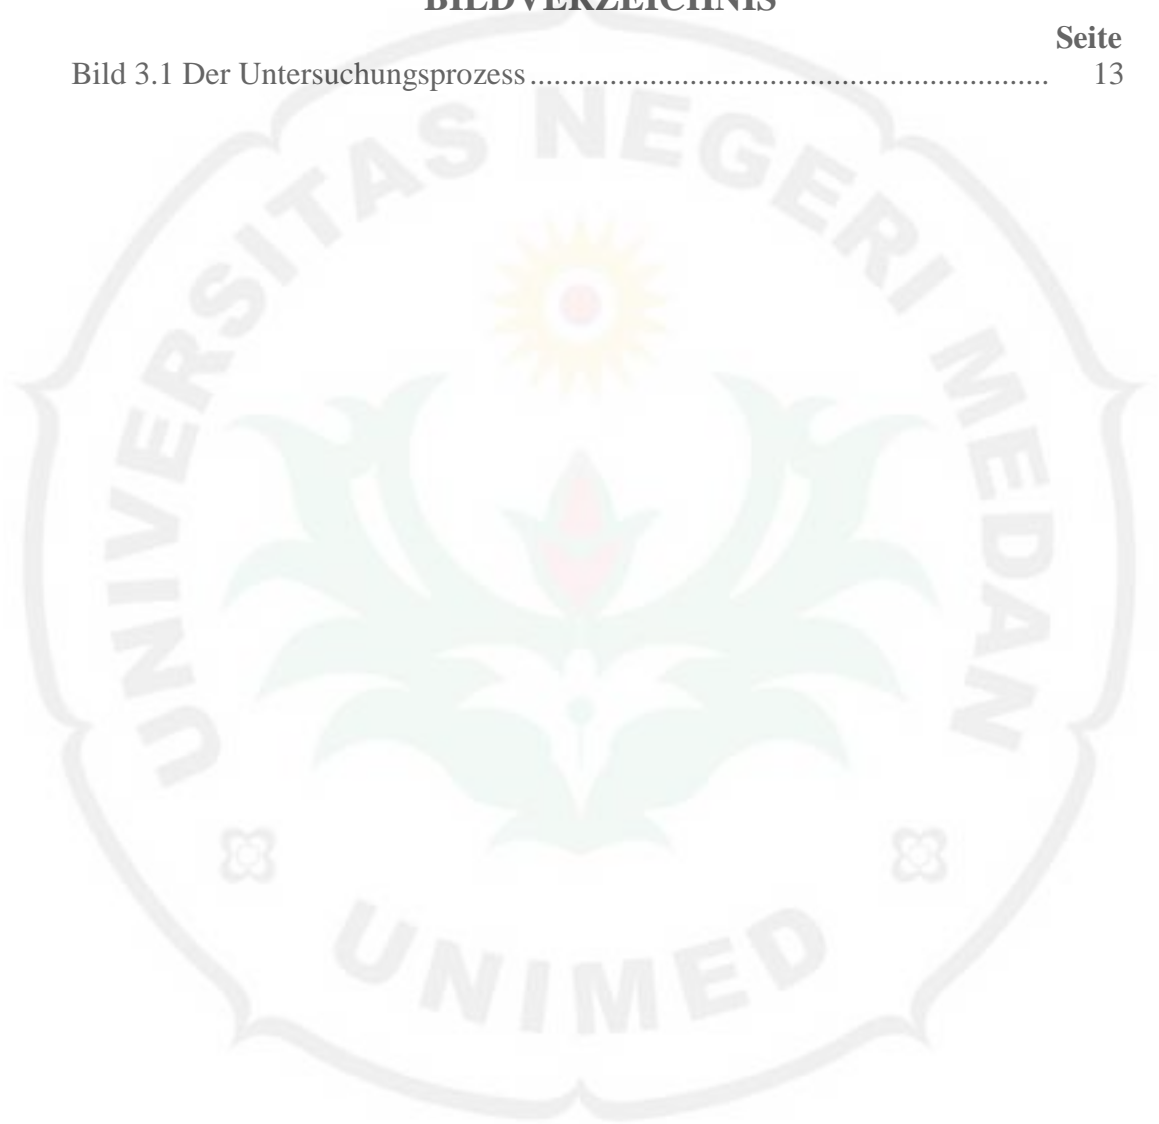 BILDVERZEICHNIS
Seite
Bild 3.1 Der Untersuchungsprozess................................................................. 13
UNIVERSITAS NEGERI MEDAN
UNIMED